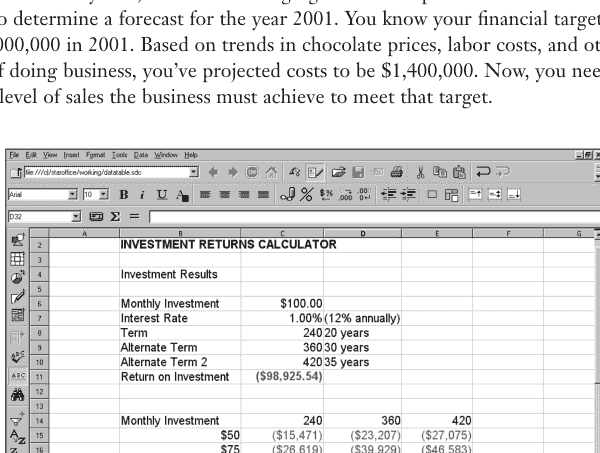 to determine a forecast for the year 2001. You know your financial target
000,000 in 2001. Based on trends in chocolate prices, labor costs, and ot
f doing business, you've projected costs to be $1,400,000. Now, you nee
level of sales the business must achieve to meet that target.
File Edit View Insert Format Tools Data Window Help
file:///d/staroffice/working/datatable.sdc
Arial 10 B i U A
D32 Σ =
A B C D E F G
2 INVESTMENT RETURNS CALCULATOR
3
4 Investment Results
5
6 Monthly Investment $100.00
7 Interest Rate 1.00% (12% annually)
8 Term 240 20 years
9 Alternate Term 360 30 years
10 Alternate Term 2 420 35 years
11 Return on Investment ($98,925.54)
12
13
14 Monthly Investment 240 360 420
15 $50 ($15,471) ($23,207) ($27,075)
16 $75 ($26,619) ($39,929) ($46,583)